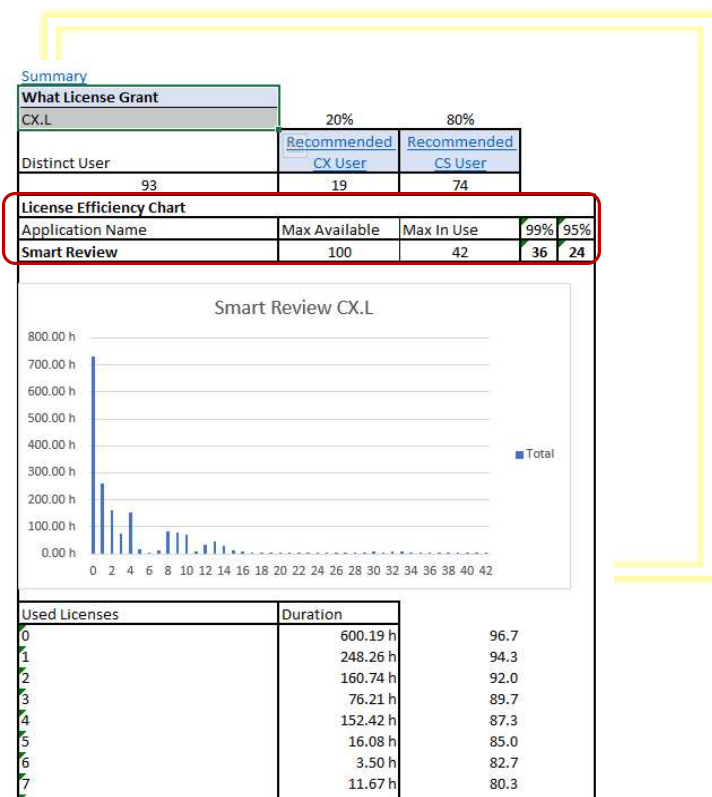 Summary
What License Grant
CX.L 20% 80%
Distinct User Recommended CX User Recommended CS User
93 19 74
License Efficiency Chart
Application Name Max Available Max In Use 99% 95%
Smart Review 100 42 36 24
Smart Review CX.L
800.00 h
700.00 h
600.00 h
500.00 h
400.00 h
300.00 h
200.00 h
100.00 h
0.00 h
Total
0 2 4 6 8 10 12 14 16 18 20 22 24 26 28 30 32 34 36 38 40 42
Used Licenses Duration
0 600.19 h 96.7
1 248.26 h 94.3
2 160.74 h 92.0
3 76.21 h 89.7
4 152.42 h 87.3
5 16.08 h 85.0
6 3.50 h 82.7
7 11.67 h 80.3